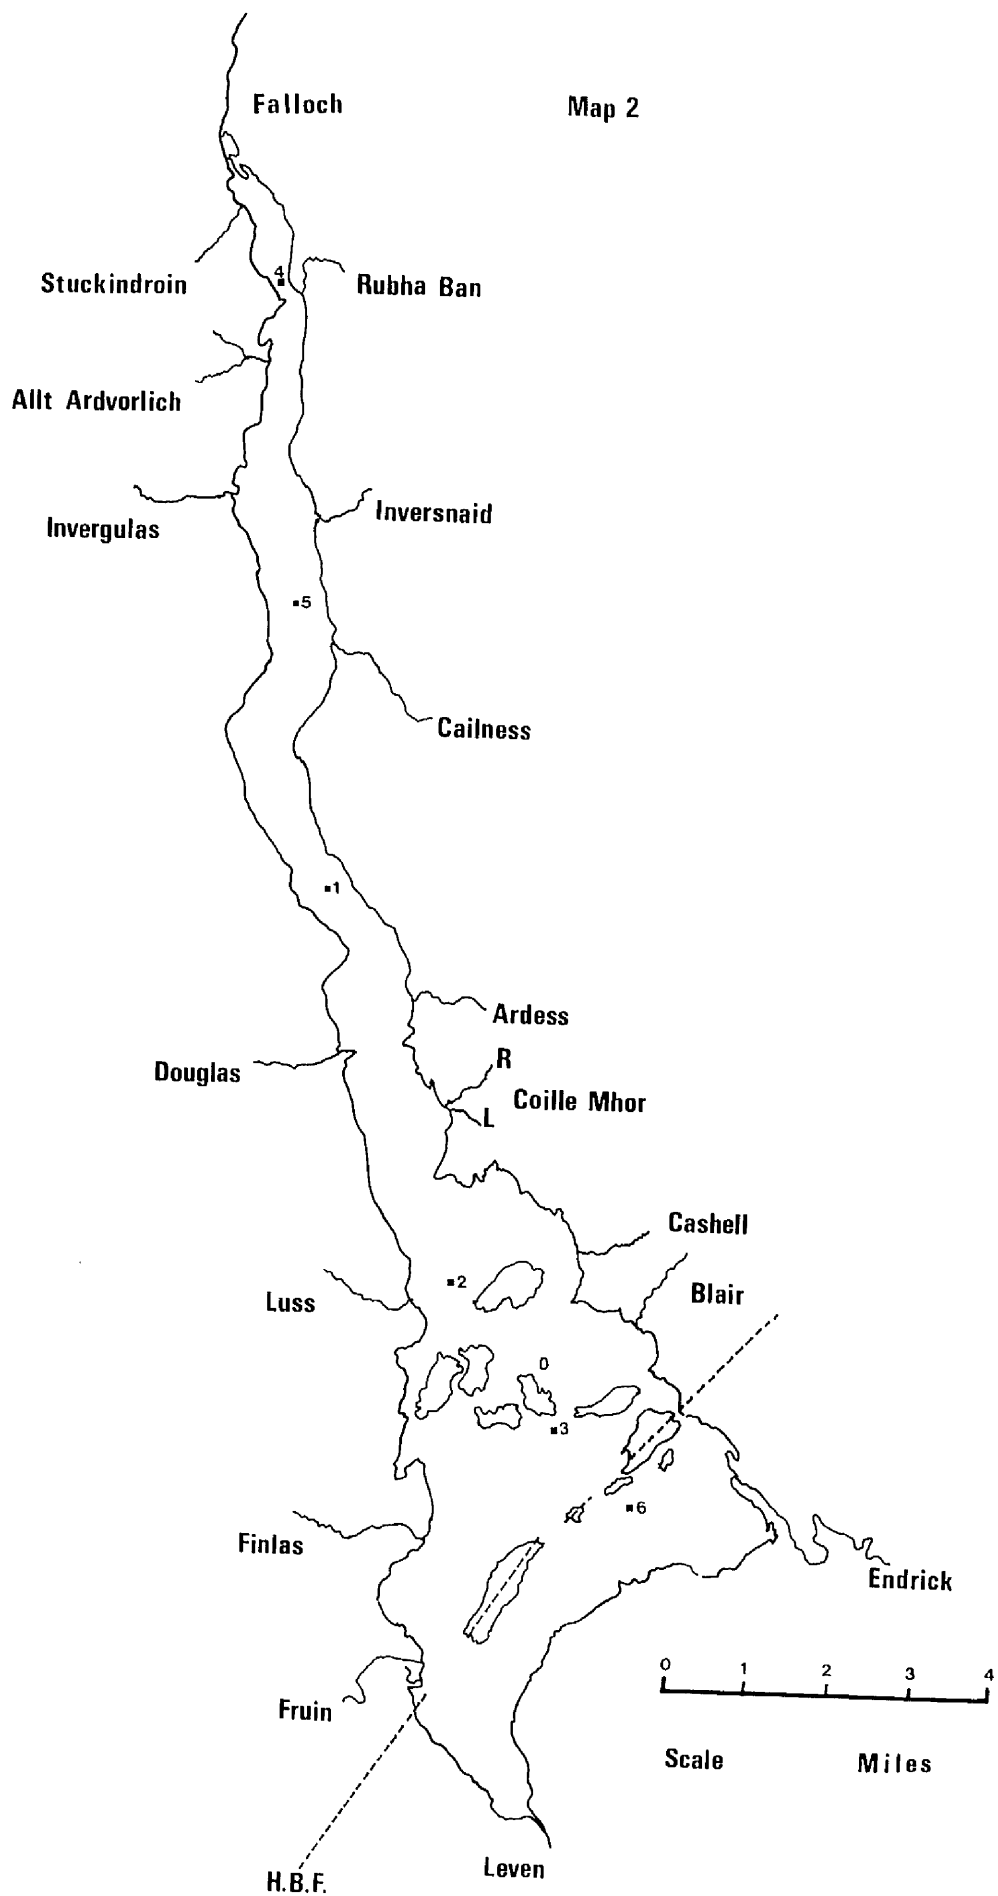 Falloch
Map 2
4
Stuckindroin
Rubha Ban
Allt Ardvorlich
Inversnaid
Invergulas
5
Cailness
1
Ardess
R
Douglas
Coille Mhor
L
Cashell
2
Blair
Luss
0
3
6
Finlas
Endrick
0 1 2 3 4
Fruin
Scale Miles
Leven
H.B.F.